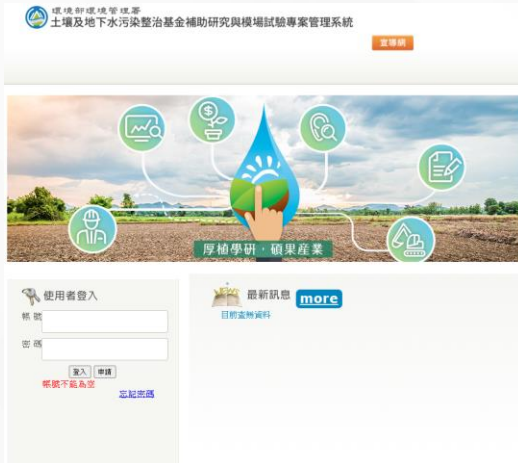 環境部環境管理署
土壤及地下水污染整治基金補助研究與模場試驗專案管理系統
宣導網
厚植學研，碩果產業
使用者登入
帳 號
密 碼
登入 申請
帳號不能為空
忘記密碼
NEWS 最新訊息 more
目前查無資料